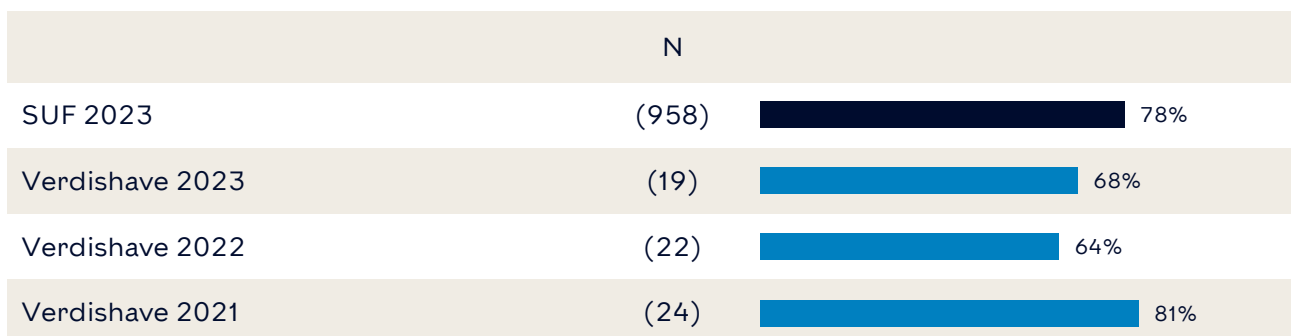 N
SUF 2023 (958) 78%
Verdishave 2023 (19) 68%
Verdishave 2022 (22) 64%
Verdishave 2021 (24) 81%